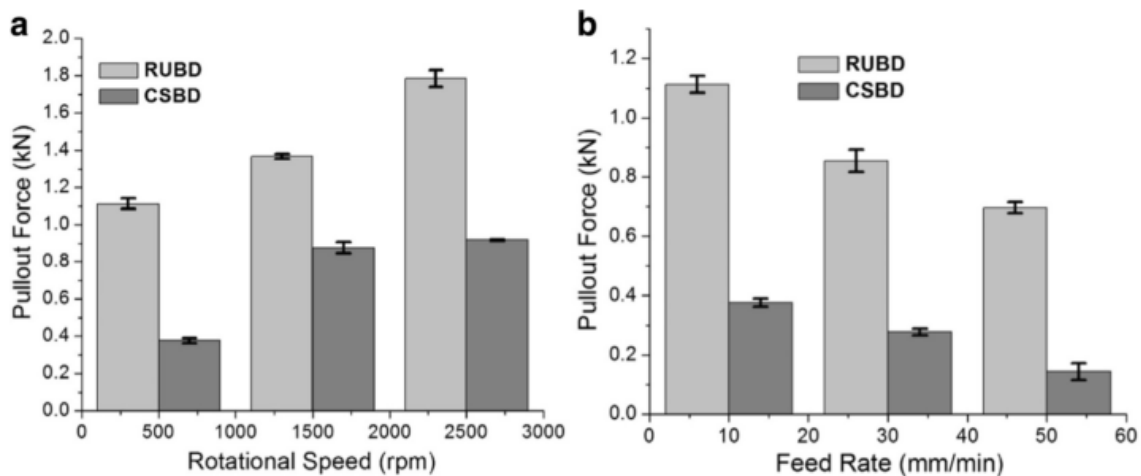 a
2.0
1.8
1.6
1.4
1.2
1.0
0.8
0.6
0.4
0.2
0.0
Pullout Force (kN)
RUBD
CSBD
0 500 1000 1500 2000 2500 3000
Rotational Speed (rpm)
b
1.2
1.0
0.8
0.6
0.4
0.2
0.0
Pullout Force (kN)
RUBD
CSBD
0 10 20 30 40 50 60
Feed Rate (mm/min)